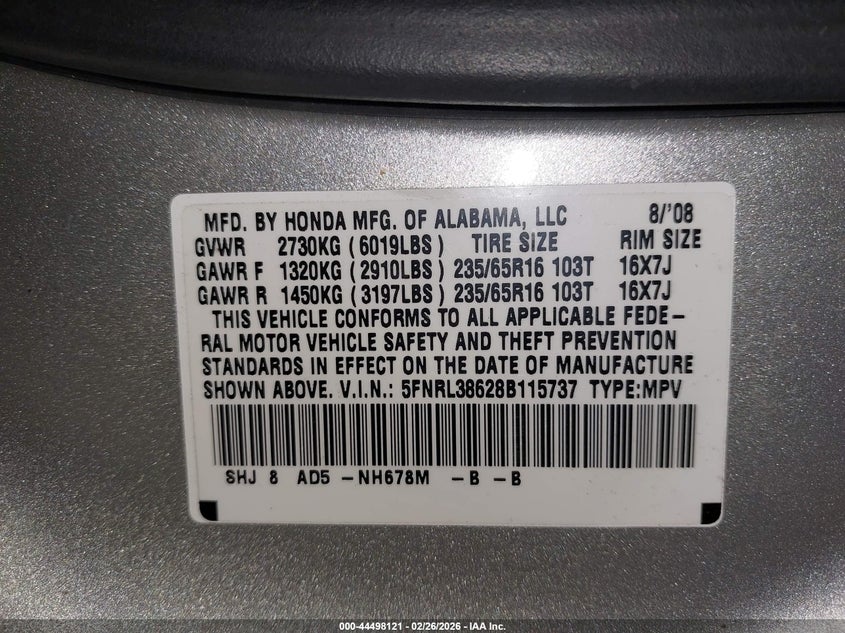 MFD. BY HONDA MFG. OF ALABAMA, LLC 8/'08
GVWR 2730KG (6019LBS) TIRE SIZE RIM SIZE
GAWR F 1320KG (2910LBS) 235/65R16 103T 16X7J
GAWR R 1450KG (3197LBS) 235/65R16 103T 16X7J
THIS VEHICLE CONFORMS TO ALL APPLICABLE FEDE-
RAL MOTOR VEHICLE SAFETY AND THEFT PREVENTION
STANDARDS IN EFFECT ON THE DATE OF MANUFACTURE
SHOWN ABOVE. V.I.N.: 5FNRL38628B115737 TYPE:MPV
SHJ 8 AD5 -NH678M -B -B
000-44498121 - 02/26/2026 - IAA Inc.